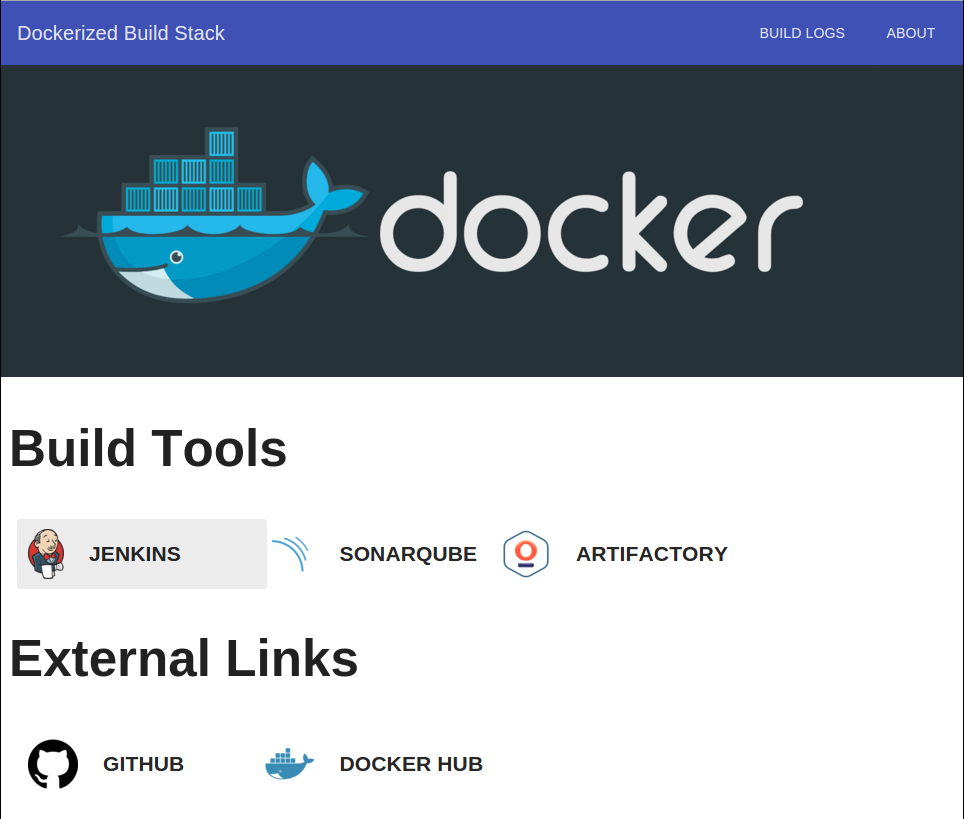 Dockerized Build Stack BUILD LOGS ABOUT
docker
Build Tools
JENKINS SONARQUBE ARTIFACTORY
External Links
GITHUB DOCKER HUB